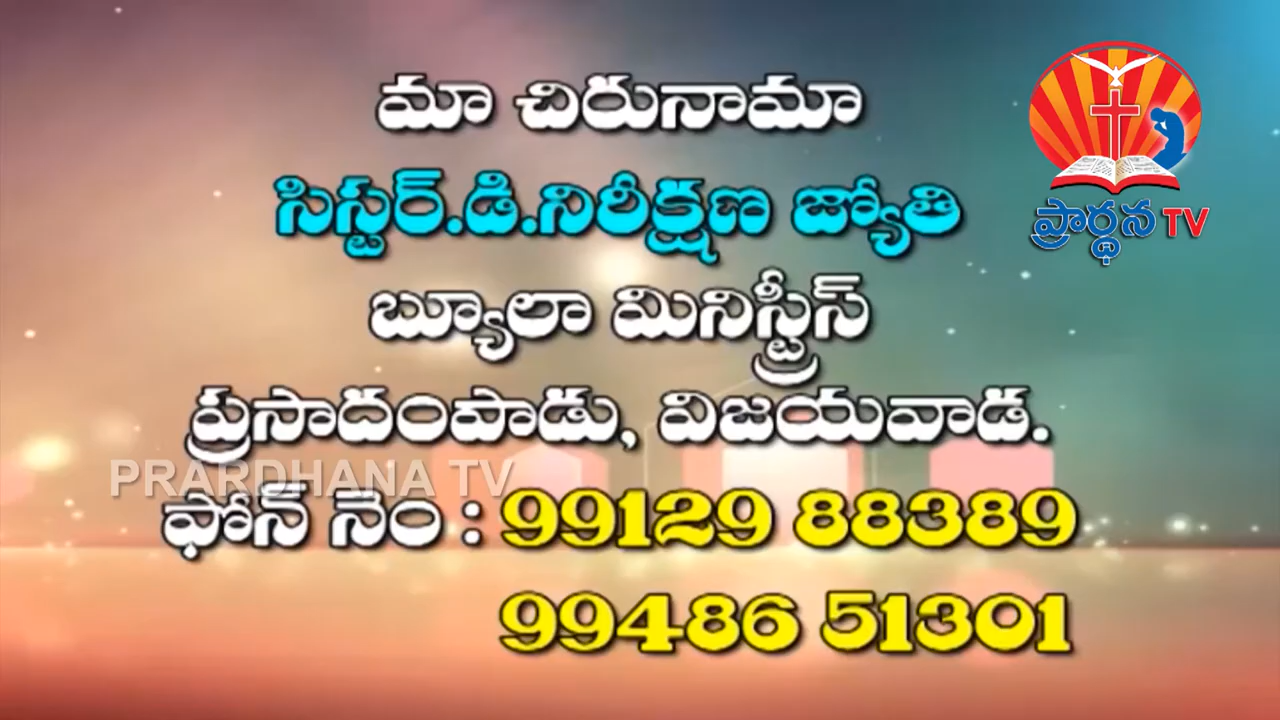 మా చిరునామా
సిస్టర్.డి.నిరీక్షణ జ్యోతి
బ్యూలా మినిస్ట్రీస్
ప్రసాదంపాడు, విజయవాడ.
ఫోన్ నెం : 99129 88389
99486 51301
ప్రార్థన TV
PRARDHANA TV